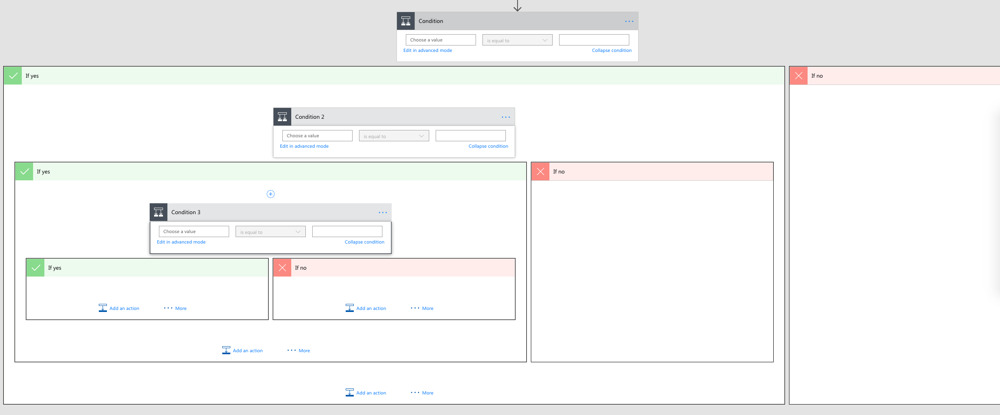 Condition
Choose a value
is equal to
Edit in advanced mode
Collapse condition
If yes
If no
Condition 2
Choose a value
is equal to
Edit in advanced mode
Collapse condition
If yes
If no
Condition 3
Choose a value
is equal to
Edit in advanced mode
Collapse condition
If yes
If no
Add an action
More
Add an action
More
Add an action
More
Add an action
More